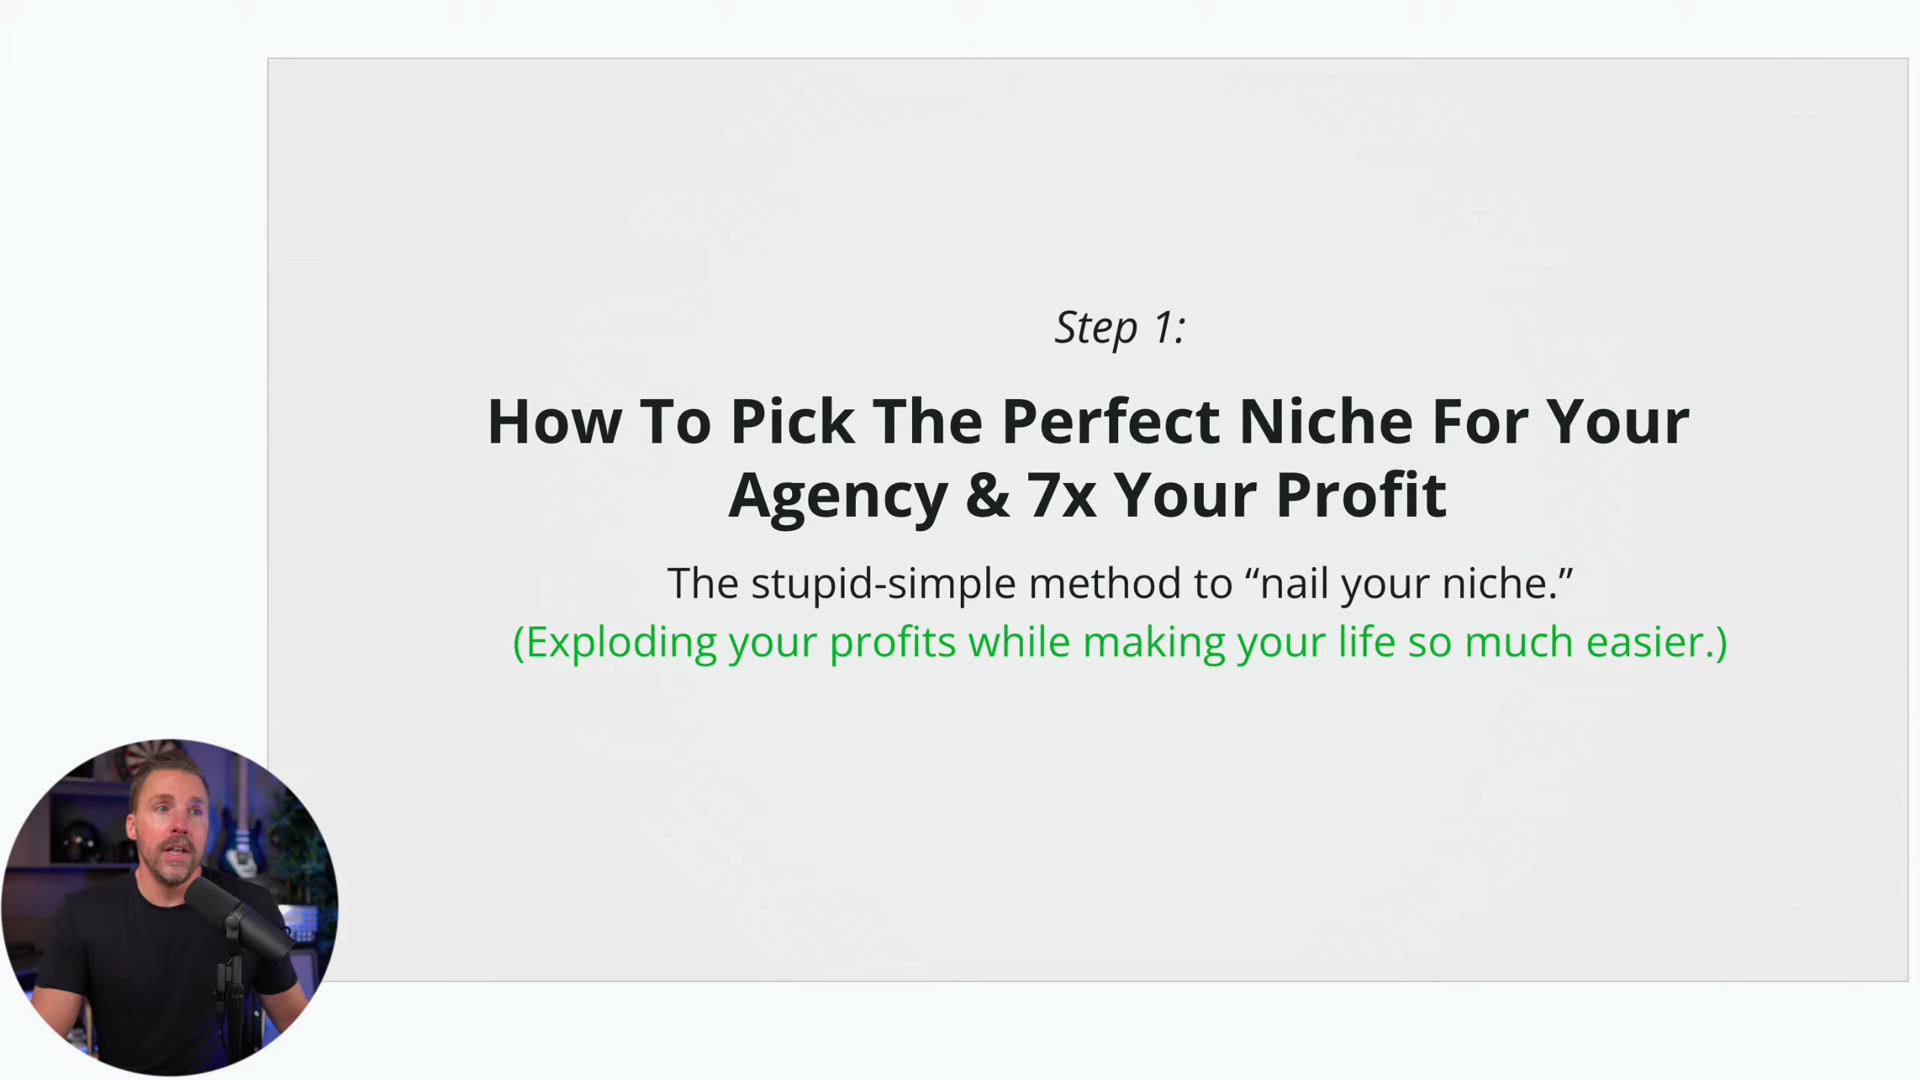 Step 1:
How To Pick The Perfect Niche For Your
Agency & 7x Your Profit
The stupid-simple method to “nail your niche.”
(Exploding your profits while making your life so much easier.)